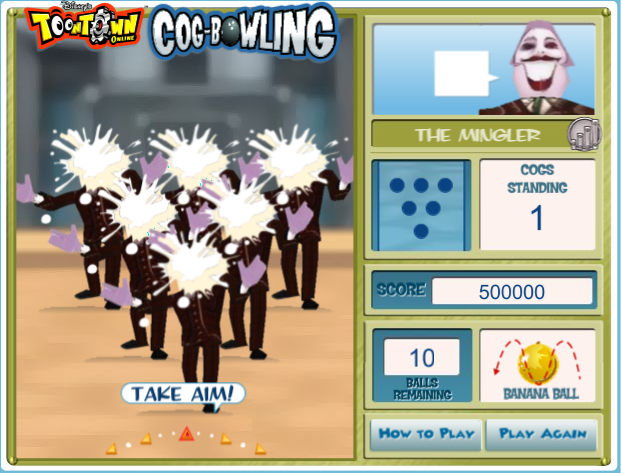 Disney's
TOONTOWN
ONLINE
COG-BOWLING
THE MINGLER
COGS
STANDING
1
SCORE 500000
10
BALLS
REMAINING
BANANA BALL
TAKE AIM!
HOW TO PLAY
PLAY AGAIN